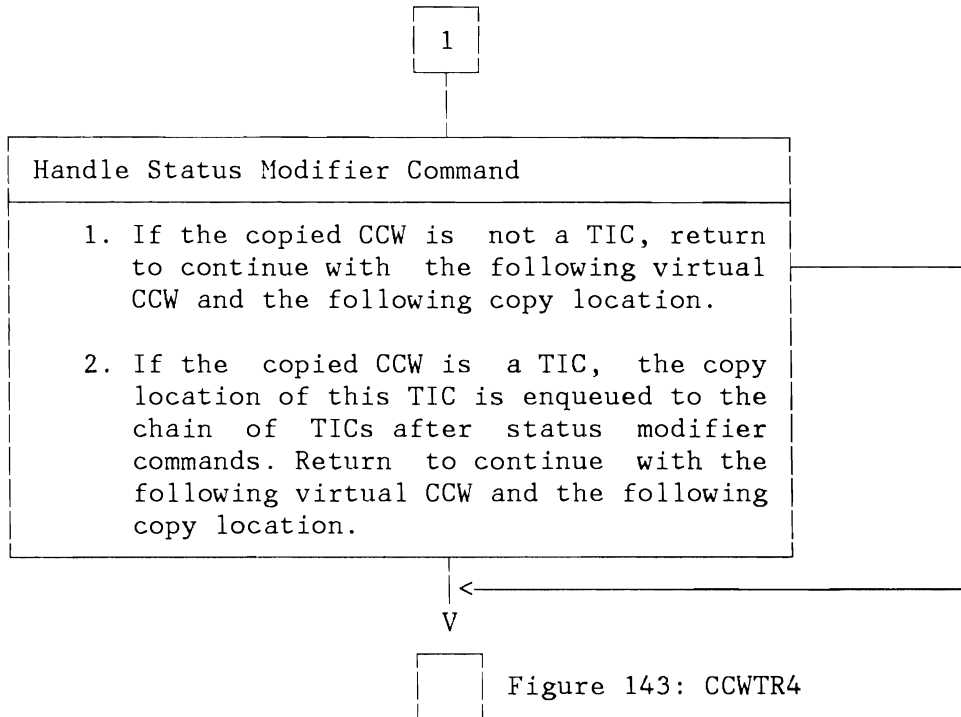 1
Handle Status Modifier Command
1. If the copied CCW is not a TIC, return
to continue with the following virtual
CCW and the following copy location.
2. If the copied CCW is a TIC, the copy
location of this TIC is enqueued to the
chain of TICs after status modifier
commands. Return to continue with the
following virtual CCW and the following
copy location.
<
V
Figure 143: CCWTR4